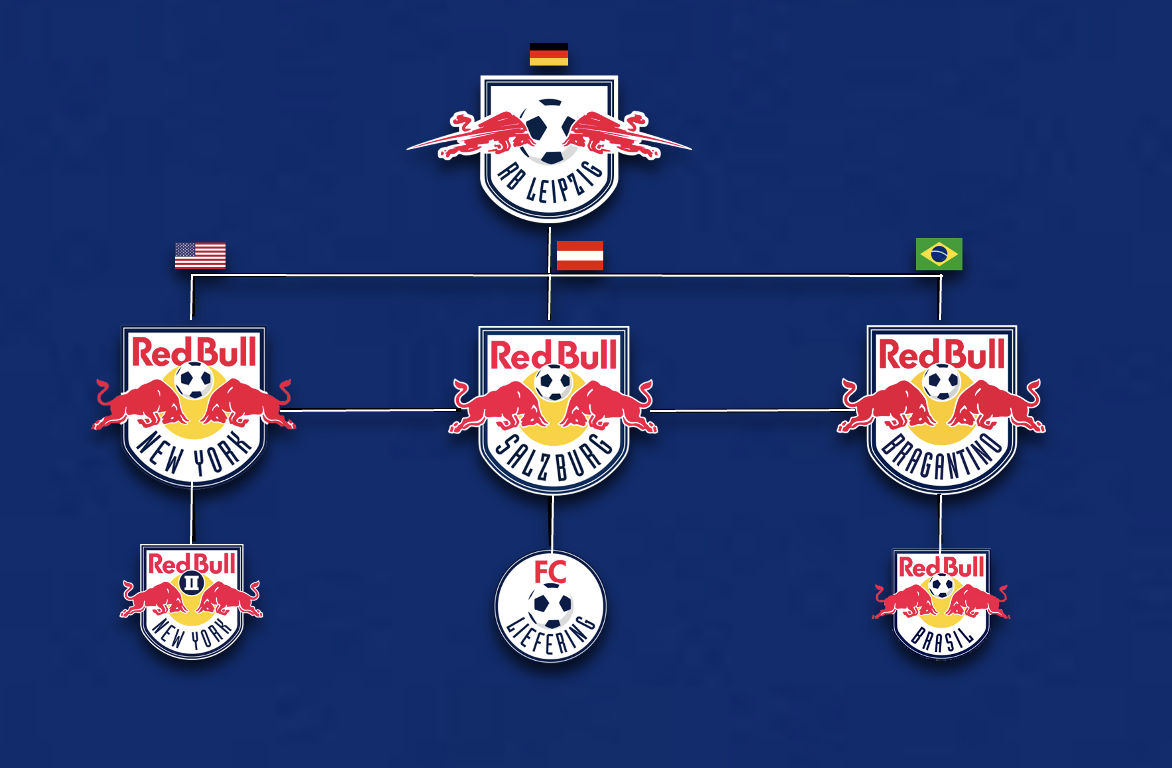 RB LEIPZIG
Red Bull
NEW YORK
Red Bull
SALZBURG
Red Bull
BRAGANTINO
Red Bull
II
NEW YORK
FC
LIEFERING
Red Bull
BRASIL